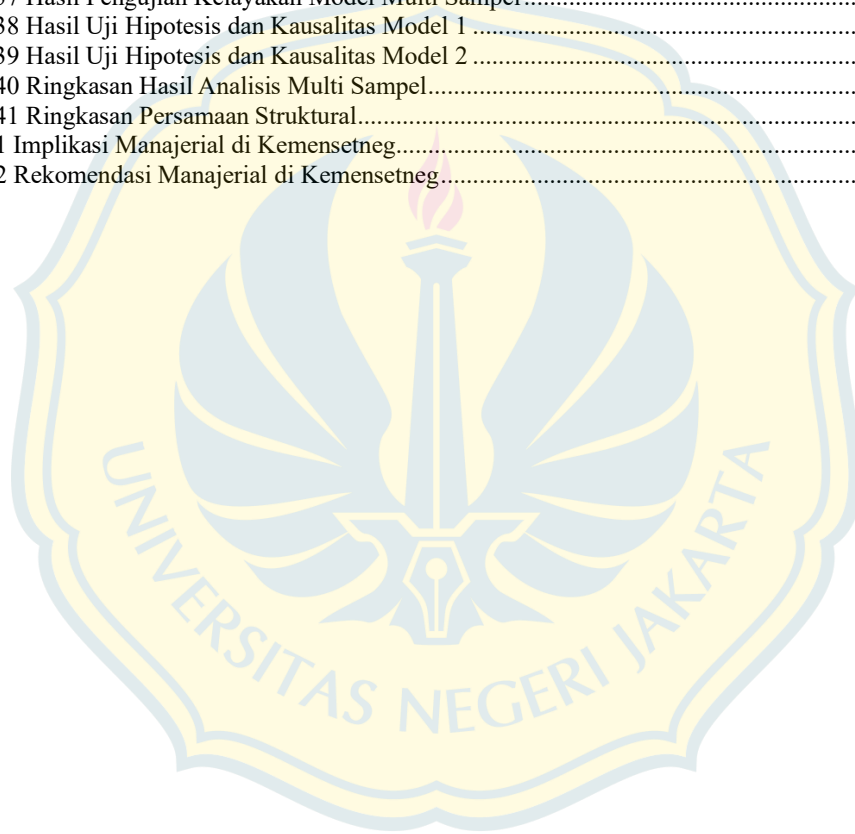 37 Hasil Pengujian Kelayakan Model Multi Sampel........................................................
38 Hasil Uji Hipotesis dan Kausalitas Model 1 ................................................................
39 Hasil Uji Hipotesis dan Kausalitas Model 2 ................................................................
40 Ringkasan Hasil Analisis Multi Sampel.......................................................................
41 Ringkasan Persamaan Struktural..................................................................................
1 Implikasi Manajerial di Kemensetneg............................................................................
2 Rekomendasi Manajerial di Kemensetneg.....................................................................
UNIVERSITAS NEGERI JAKARTA